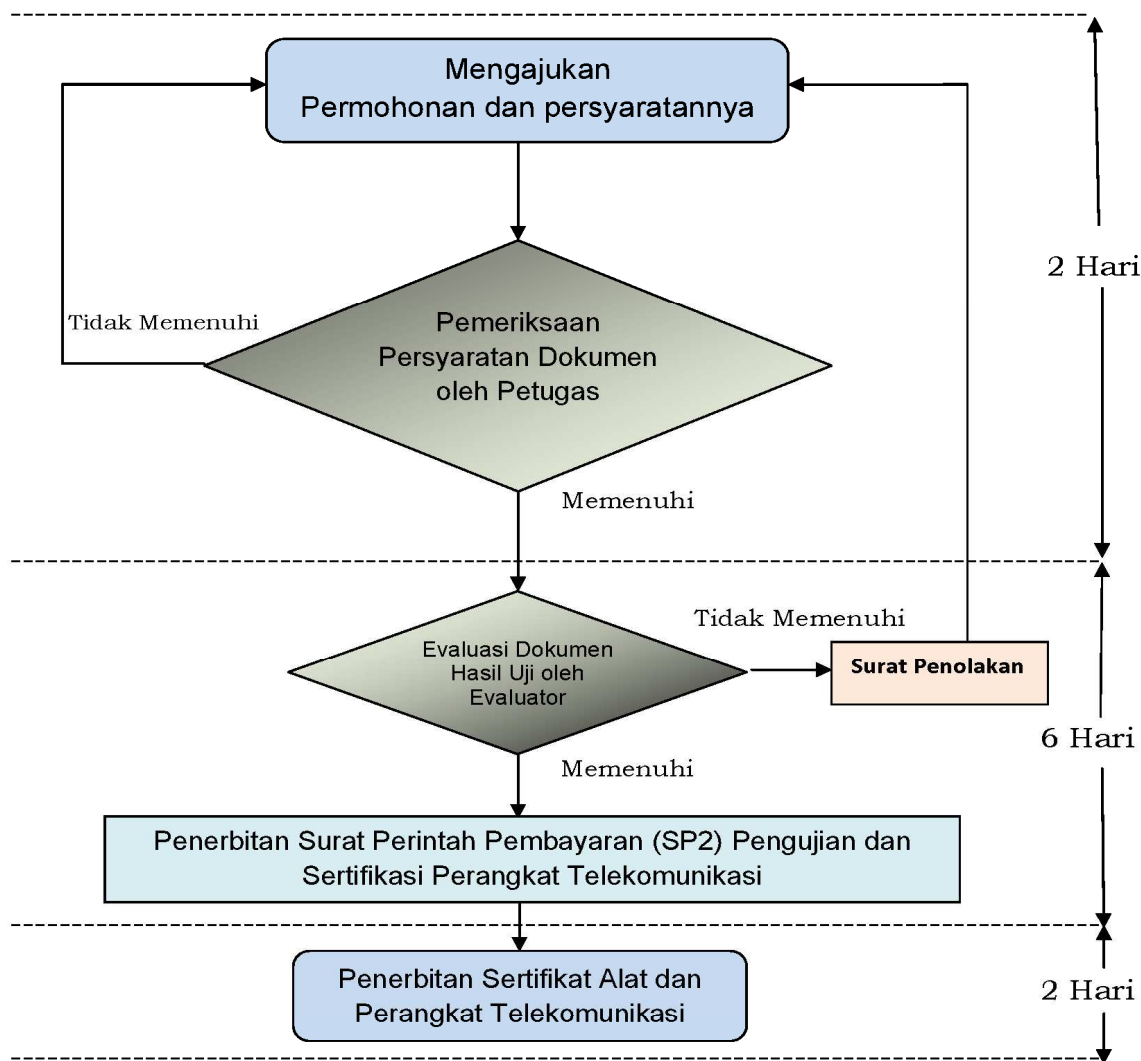 Mengajukan
Permohonan dan persyaratannya
2 Hari
Tidak Memenuhi
Pemeriksaan
Persyaratan Dokumen
oleh Petugas
Memenuhi
Tidak Memenuhi
Evaluasi Dokumen
Hasil Uji oleh
Evaluator
Surat Penolakan
6 Hari
Memenuhi
Penerbitan Surat Perintah Pembayaran (SP2) Pengujian dan
Sertifikasi Perangkat Telekomunikasi
Penerbitan Sertifikat Alat dan
Perangkat Telekomunikasi
2 Hari